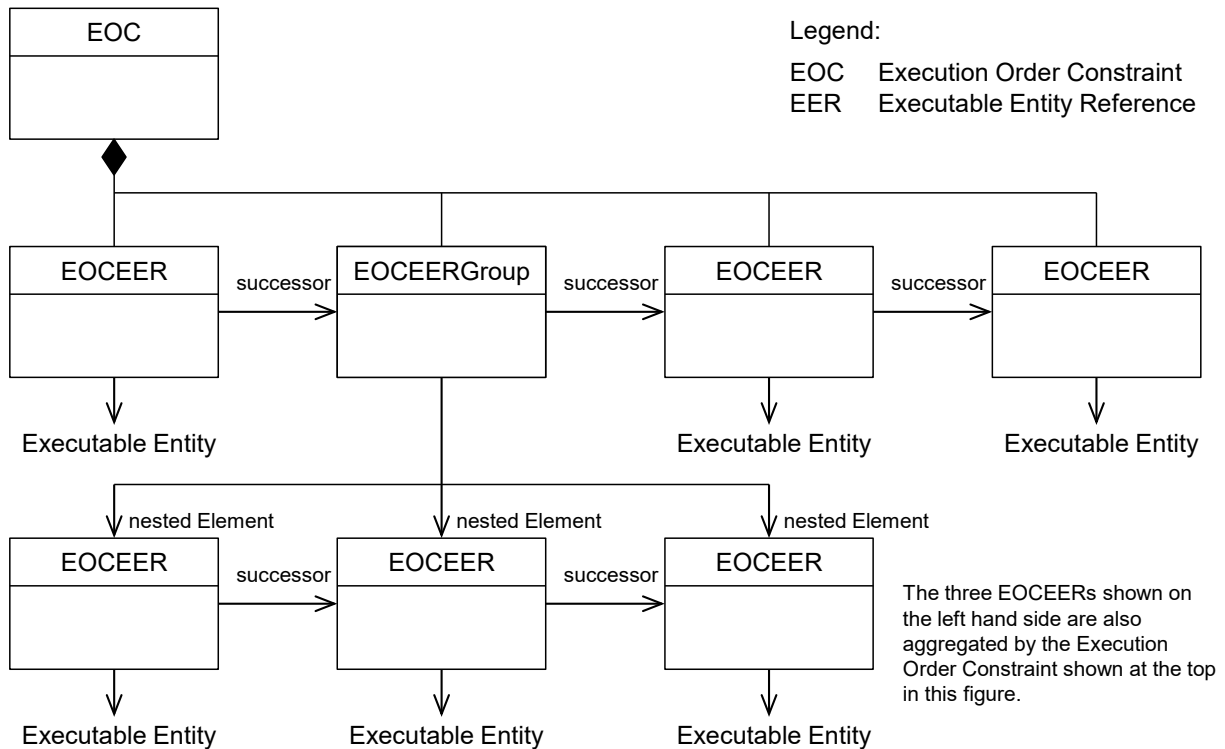 EOC
Legend:
EOC Execution Order Constraint
EER Executable Entity Reference
EOCEER
successor
EOCEERGroup
successor
EOCEER
successor
EOCEER
Executable Entity
Executable Entity
Executable Entity
nested Element
nested Element
nested Element
EOCEER
successor
EOCEER
successor
EOCEER
The three EOCEERs shown on
the left hand side are also
aggregated by the Execution
Order Constraint shown at the top
in this figure.
Executable Entity
Executable Entity
Executable Entity